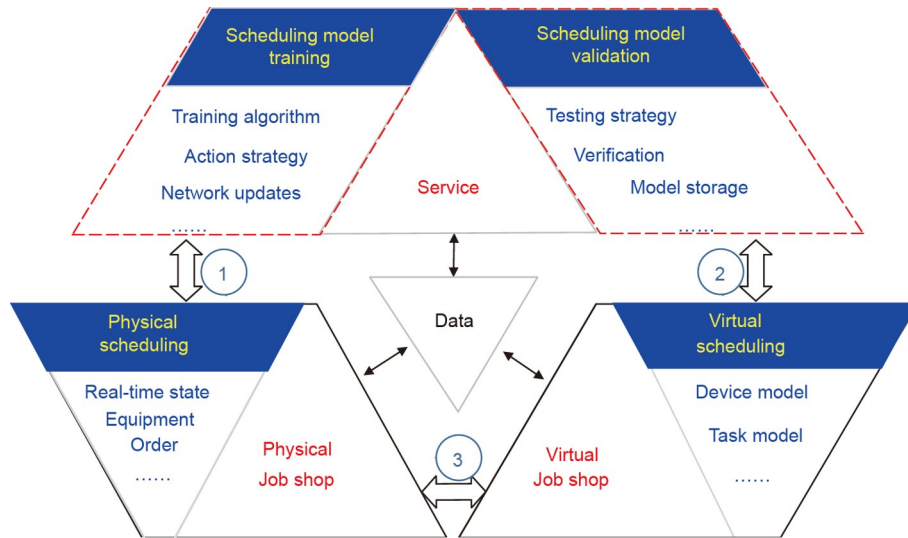 Scheduling model
training
Scheduling model
validation
Training algorithm
Action strategy
Network updates
......
Service
Testing strategy
Verification
Model storage
......
1
2
Data
Physical
scheduling
Virtual
scheduling
Real-time state
Equipment
Order
......
Physical
Job shop
3
Virtual
Job shop
Device model
Task model
......